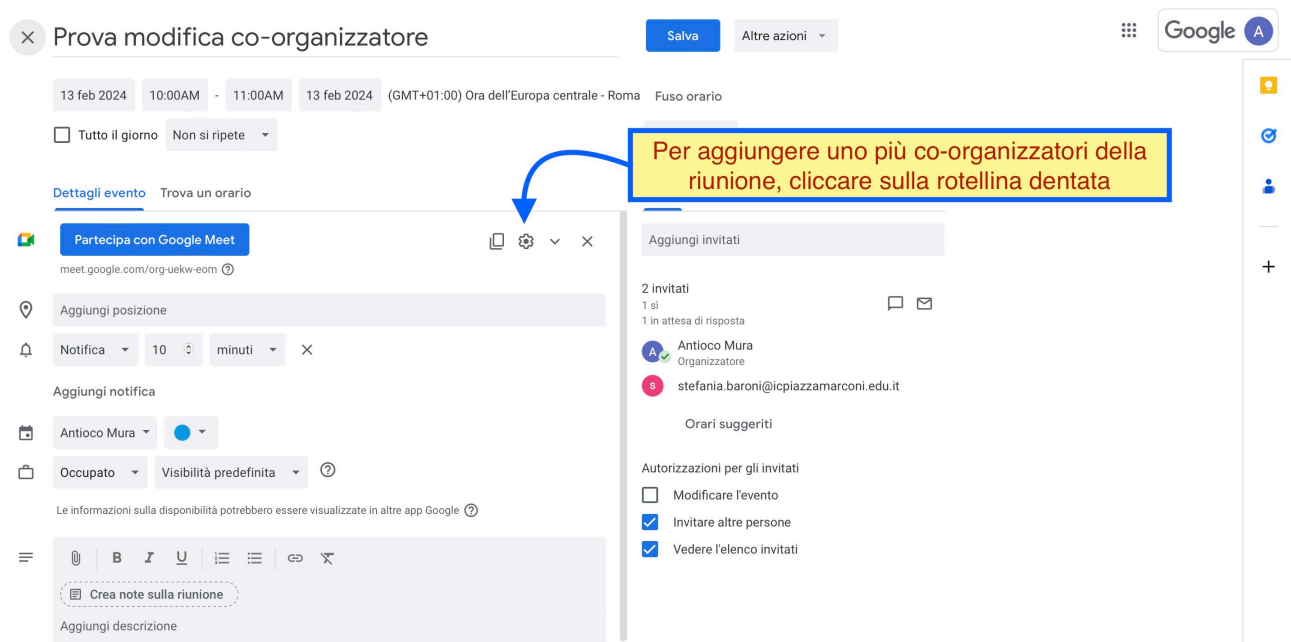 Prova modifica co-organizzatore
Salva
Altre azioni
Google
A
13 feb 2024 10:00AM - 11:00AM 13 feb 2024 (GMT+01:00) Ora dell'Europa centrale - Roma Fuso orario
Tutto il giorno Non si ripete
Per aggiungere uno più co-organizzatori della
riunione, cliccare sulla rotellina dentata
Dettagli evento Trova un orario
Partecipa con Google Meet
meet.google.com/org-uekw-eom
Aggiungi posizione
Notifica 10 minuti
Aggiungi notifica
Antioco Mura
Occupato Visibilità predefinita
Le informazioni sulla disponibilità potrebbero essere visualizzate in altre app Google
B I U
Crea note sulla riunione
Aggiungi descrizione
Aggiungi invitati
2 invitati
1 sì
1 in attesa di risposta
A
Antioco Mura
Organizzatore
s
stefania.baroni@icpiazzamarconi.edu.it
Orari suggeriti
Autorizzazioni per gli invitati
Modificare l'evento
Invitare altre persone
Vedere l'elenco invitati